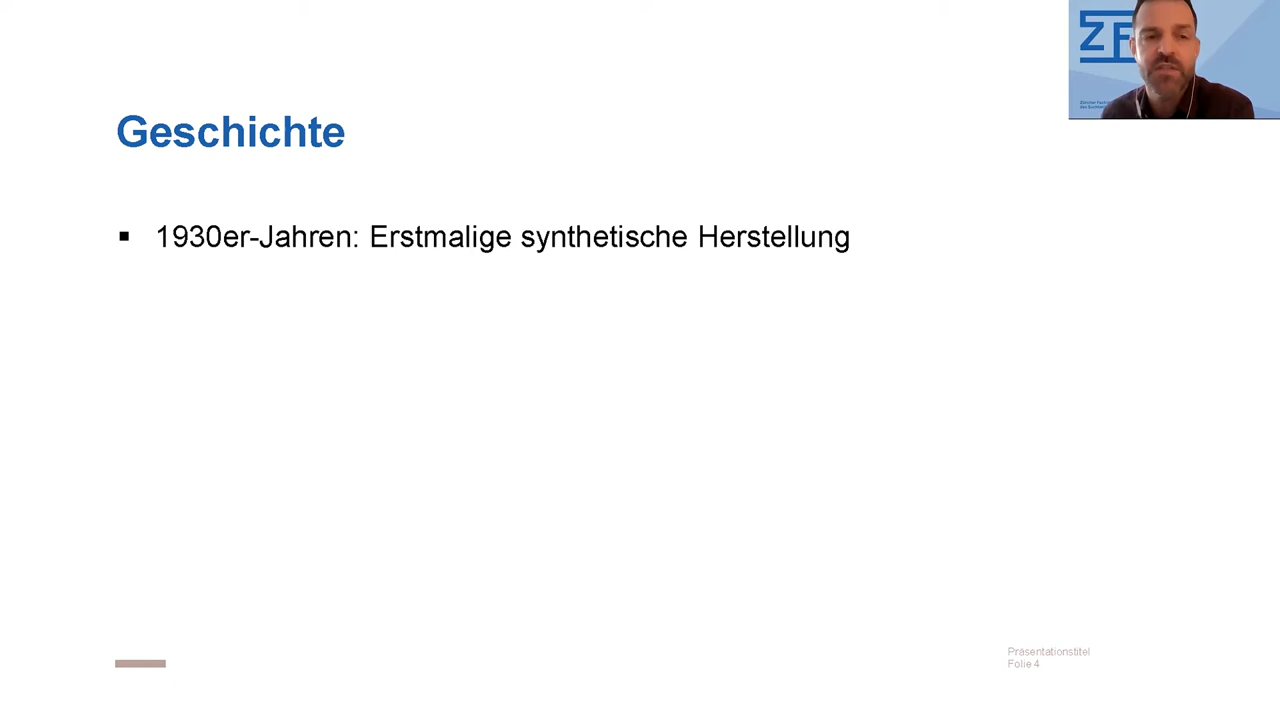 ZF
Geschichte
▪ 1930er-Jahren: Erstmalige synthetische Herstellung
Präsentationstitel
Folie 4